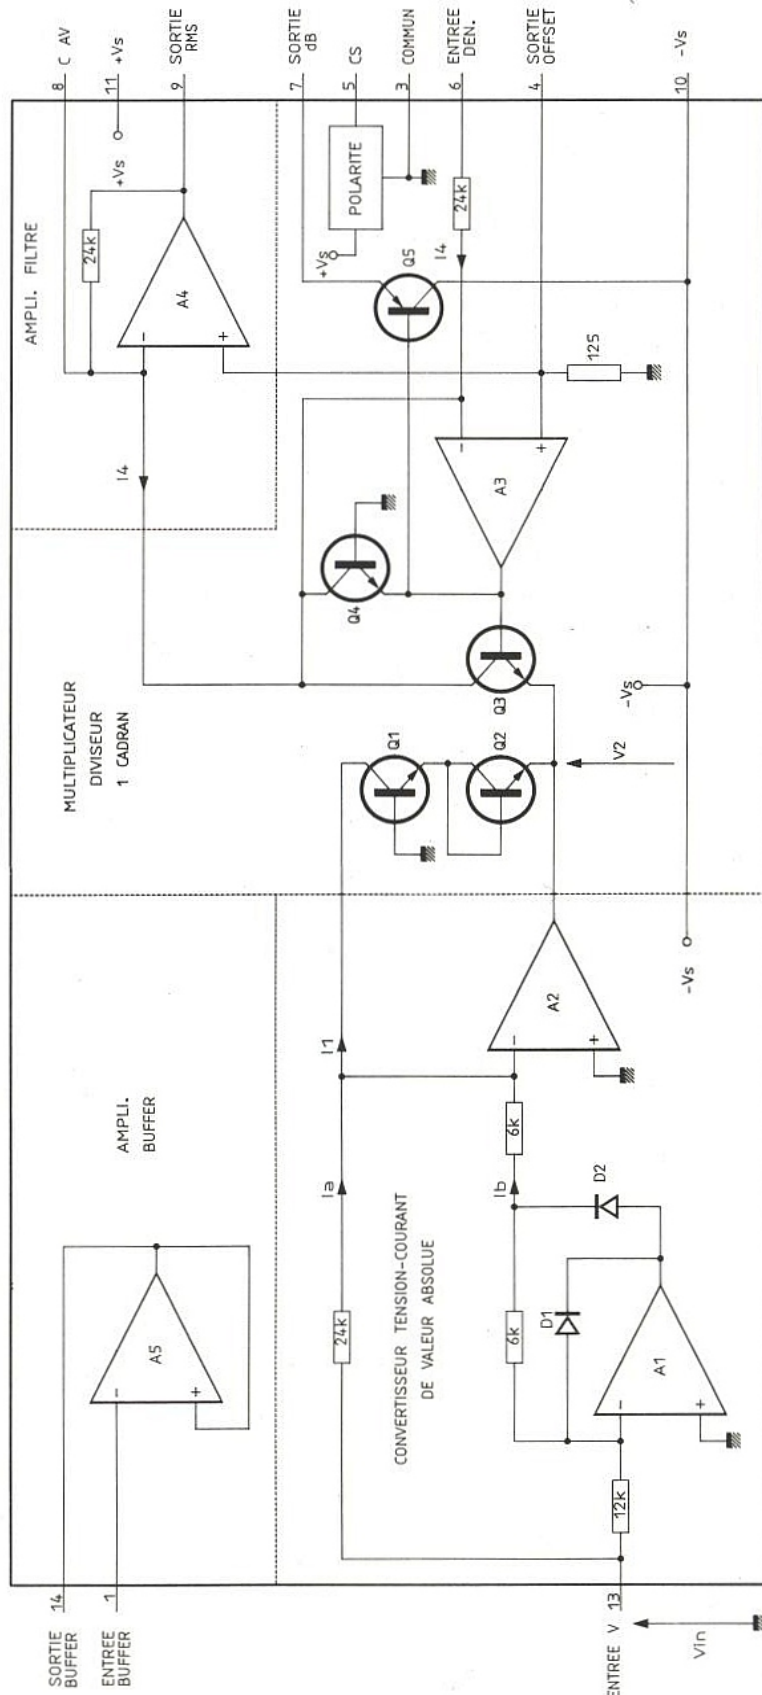 8 C AV
11 +Vs
9 SORTIE RMS
7 SORTIE dB
5 CS
3 COMMUN
6 ENTREE DEN.
4 SORTIE OFFSET
10 -Vs
AMPLI. FILTRE
24k
+Vs
A4
-
+
I4
+Vs
POLARITE
Q5
24k
I4
125
A3
-
+
Q4
MULTIPLICATEUR
DIVISEUR
1 CADRAN
Q3
Q1
Q2
-Vs
V2
AMPLI.
BUFFER
A5
-
+
I1
Ia
24k
CONVERTISSEUR TENSION-COURANT
DE VALEUR ABSOLUE
A2
-
+
-Vs
6k
Ib
D2
6k
D1
A1
-
+
12k
14 SORTIE BUFFER
1 ENTREE BUFFER
ENTREE V 13
Vin